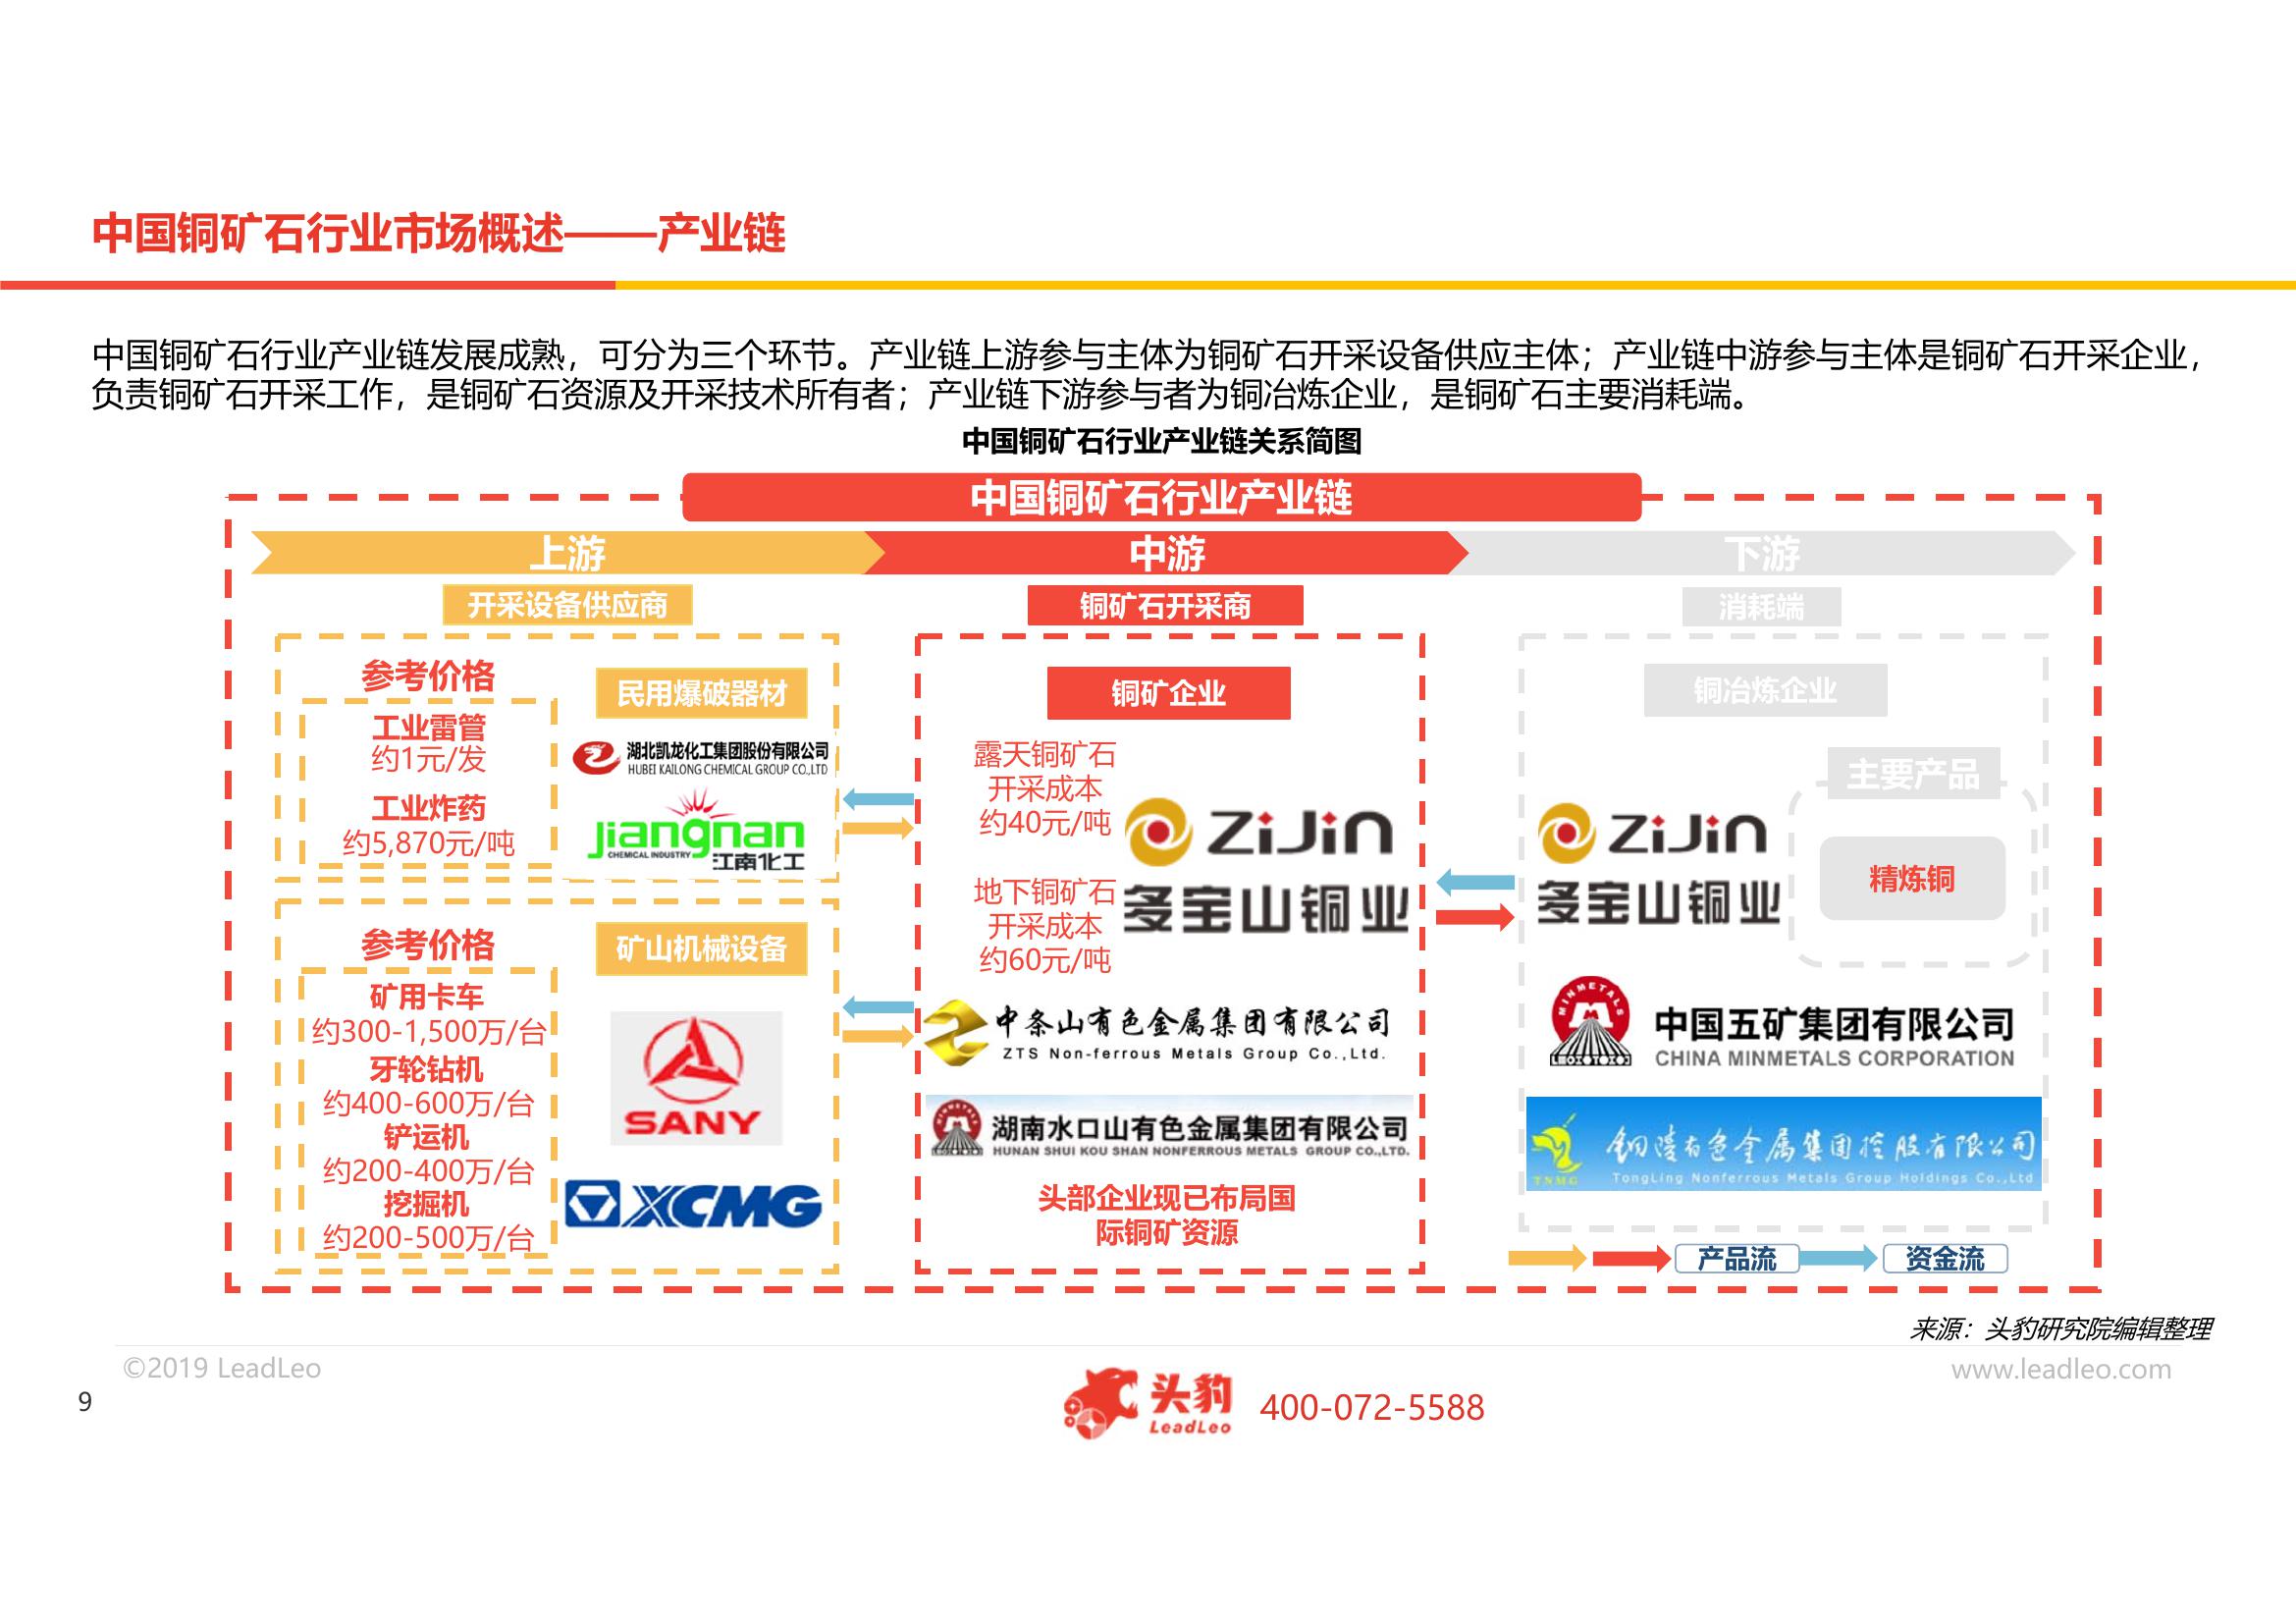 中国铜矿石行业市场概述——产业链
中国铜矿石行业产业链发展成熟，可分为三个环节。产业链上游参与主体为铜矿石开采设备供应主体；产业链中游参与主体是铜矿石开采企业，
负责铜矿石开采工作，是铜矿石资源及开采技术所有者；产业链下游参与者为铜冶炼企业，是铜矿石主要消耗端。
中国铜矿石行业产业链关系简图
中国铜矿石行业产业链
上游
开采设备供应商
参考价格
工业雷管
约1元/发
工业炸药
约5,870元/吨
民用爆破器材
湖北凯龙化工集团股份有限公司
HUBEI KAILONG CHEMICAL GROUP CO.,LTD
Jiangnan
CHEMICAL INDUSTRY
江南化工
参考价格
矿用卡车
约300-1,500万/台
牙轮钻机
约400-600万/台
铲运机
约200-400万/台
挖掘机
约200-500万/台
矿山机械设备
SANY
XCMG
中游
铜矿石开采商
铜矿企业
露天铜矿石
开采成本
约40元/吨
地下铜矿石
开采成本
约60元/吨
ZiJin
多宝山铜业
中条山有色金属集团有限公司
ZTS Non-ferrous Metals Group Co.,Ltd.
湖南水口山有色金属集团有限公司
HUNAN SHUI KOU SHAN NONFERROUS METALS GROUP CO.,LTD.
头部企业现已布局国
际铜矿资源
下游
消耗端
铜冶炼企业
主要产品
精炼铜
ZiJin
多宝山铜业
MINMETALS
中国五矿集团有限公司
CHINA MINMETALS CORPORATION
TNMG
铜陵有色金属集团控股有限公司
TongLing Nonferrous Metals Group Holdings Co.,Ltd
产品流
资金流
来源：头豹研究院编辑整理
©2019 LeadLeo
www.leadleo.com
9
头豹
LeadLeo
400-072-5588